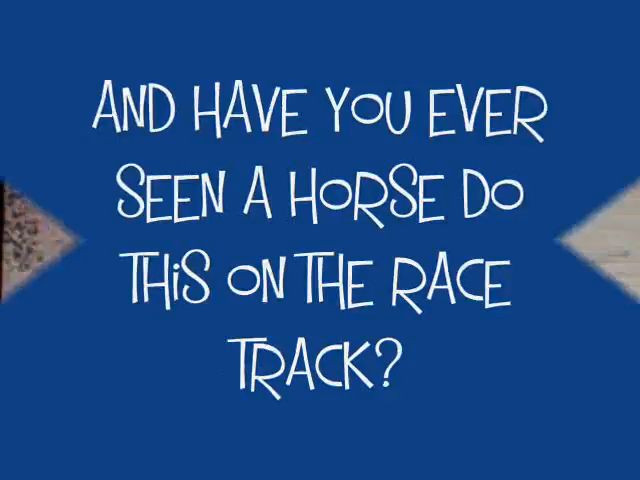 AND HAVE YOU EVER
SEEN A HORSE DO
THiS ON THE RACE
TRACK?